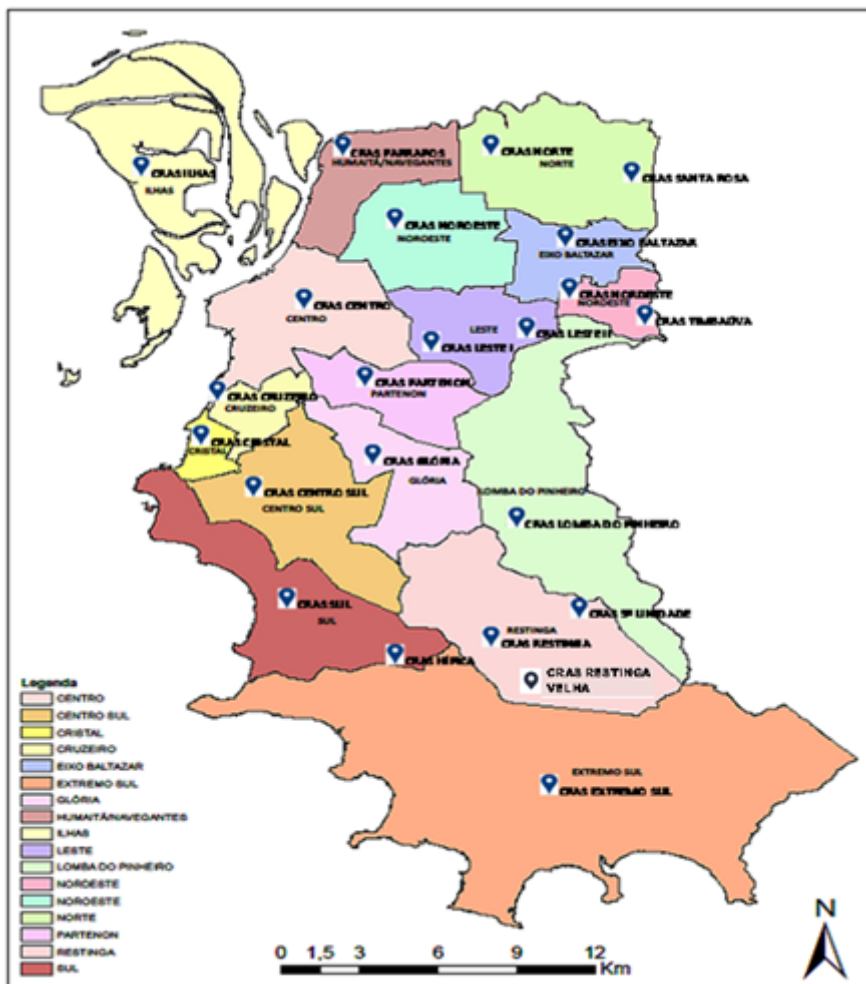 CRAS FARRAPOS
HUMAITÁ/NAVEGANTES
CRAS NORTE
NORTE
CRAS ILHAS
ILHAS
CRAS SANTA ROSA
CRAS NOROESTE
NOROESTE
CRAS EIXO BALTAZAR
EIXO BALTAZAR
CRAS NORDESTE
NORDESTE
CRAS CENTRO
CENTRO
CRAS TIMBAÚVA
LESTE
CRAS LESTE II
CRAS LESTE I
CRAS PARTENON
PARTENON
CRAS CRUZEIRO
CRUZEIRO
CRAS CRISTAL
CRISTAL
CRAS GLÓRIA
GLÓRIA
CRAS CENTRO SUL
CENTRO SUL
LOMBA DO PINHEIRO
CRAS LOMBA DO PINHEIRO
CRAS SUL
SUL
CRAS 5ª UNIDADE
RESTINGA
CRAS RESTINGA
CRAS HÍPICA
CRAS RESTINGA
VELHA
EXTREMO SUL
CRAS EXTREMO SUL
Legenda
CENTRO
CENTRO SUL
CRISTAL
CRUZEIRO
EIXO BALTAZAR
EXTREMO SUL
GLÓRIA
HUMAITÁ/NAVEGANTES
ILHAS
LESTE
LOMBA DO PINHEIRO
NORDESTE
NOROESTE
NORTE
PARTENON
RESTINGA
SUL
0 1,5 3 6 9 12
Km
N